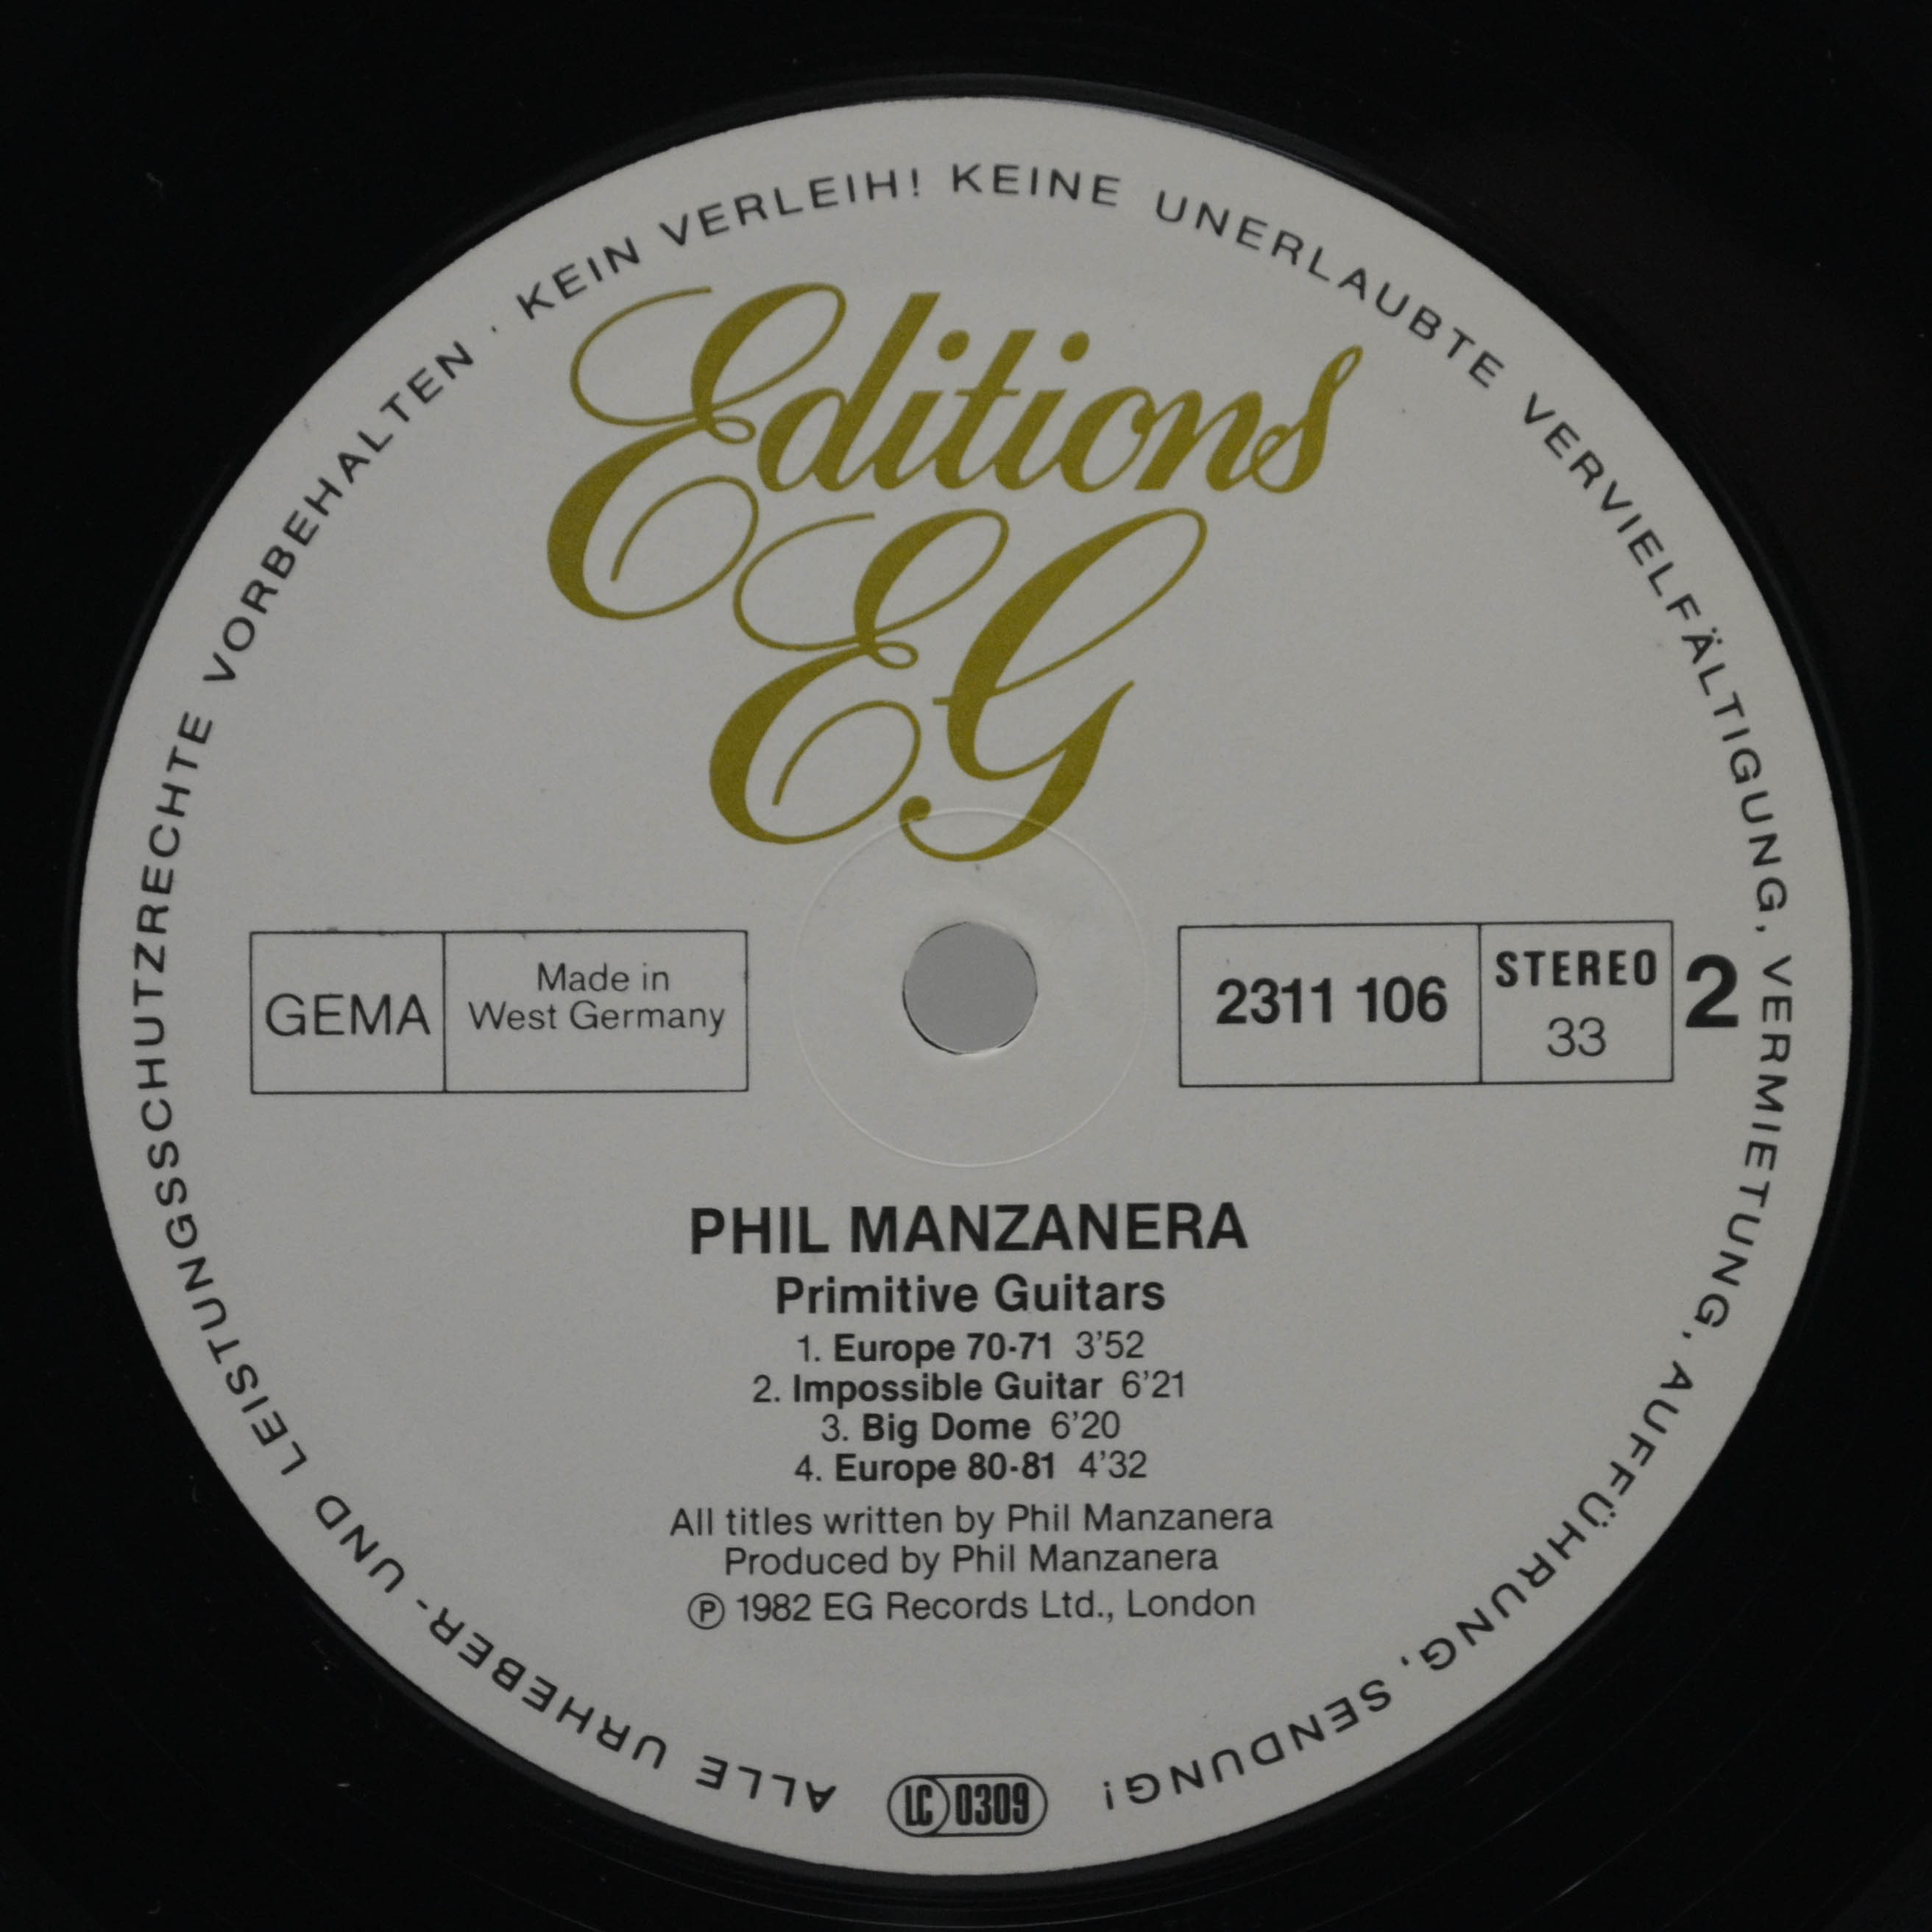 ALLE URHEBER- UND LEISTUNGSSCHUTZRECHTE VORBEHALTEN · KEIN VERLEIH! KEINE UNERLAUBTE VERVIELFÄLTIGUNG, VERMIETUNG, AUFFÜHRUNG, SENDUNG!
Editions
EG
GEMA
Made in
West Germany
2311 106
STEREO
33
2
PHIL MANZANERA
Primitive Guitars
1. Europe 70-71 3'52
2. Impossible Guitar 6'21
3. Big Dome 6'20
4. Europe 80-81 4'32
All titles written by Phil Manzanera
Produced by Phil Manzanera
Ⓟ 1982 EG Records Ltd., London
LC 0309